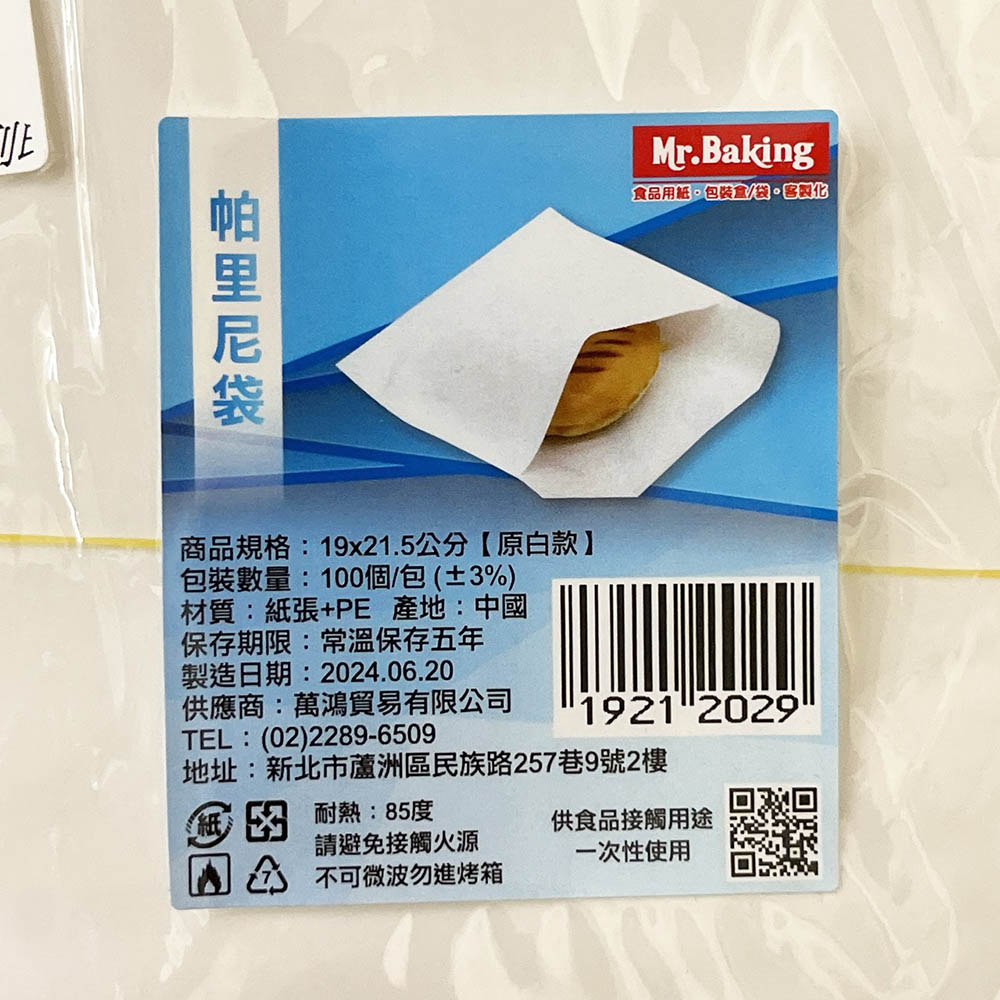 Mr.Baking
食品用紙・包裝盒/袋・客製化
帕里尼袋
商品規格：19x21.5公分【原白款】
包裝數量：100個/包 (±3%)
材質：紙張+PE 產地：中國
保存期限：常溫保存五年
製造日期：2024.06.20
供應商：萬鴻貿易有限公司
TEL：(02)2289-6509
地址：新北市蘆洲區民族路257巷9號2樓
1921 2029
紙
7
耐熱：85度
請避免接觸火源
不可微波勿進烤箱
供食品接觸用途
一次性使用